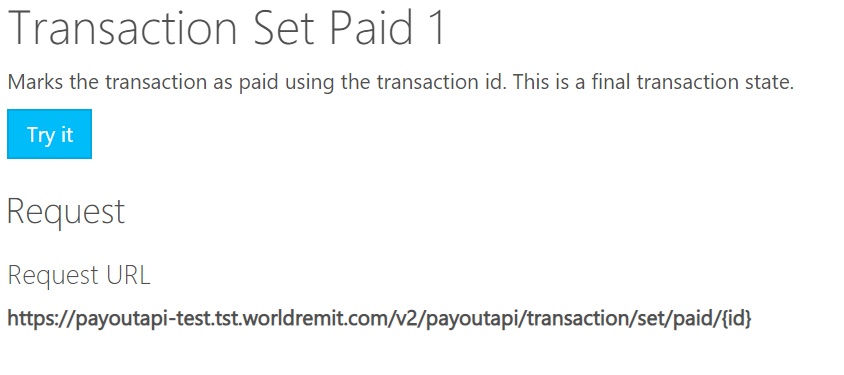 Transaction Set Paid 1
Marks the transaction as paid using the transaction id. This is a final transaction state.
Try it
Request
Request URL
https://payoutapi-test.tst.worldremit.com/v2/payoutapi/transaction/set/paid/{id}